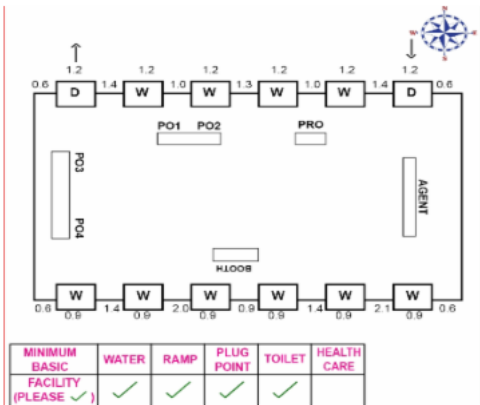 N
W E
S
1.2 1.2 1.2 1.2 1.2 1.2
0.6 D 1.4 W 1.0 W 1.3 W 1.0 W 1.4 D 0.6
PO1 PO2 PRO
PO3
PO4
AGENT
BOOTH
W W W W W W
0.6 0.9 1.4 0.9 2.0 0.9 0.9 0.9 1.4 0.9 2.1 0.9 0.6
MINIMUM BASIC FACILITY (PLEASE ✓) WATER RAMP PLUG POINT TOILET HEALTH CARE
✓ ✓ ✓ ✓